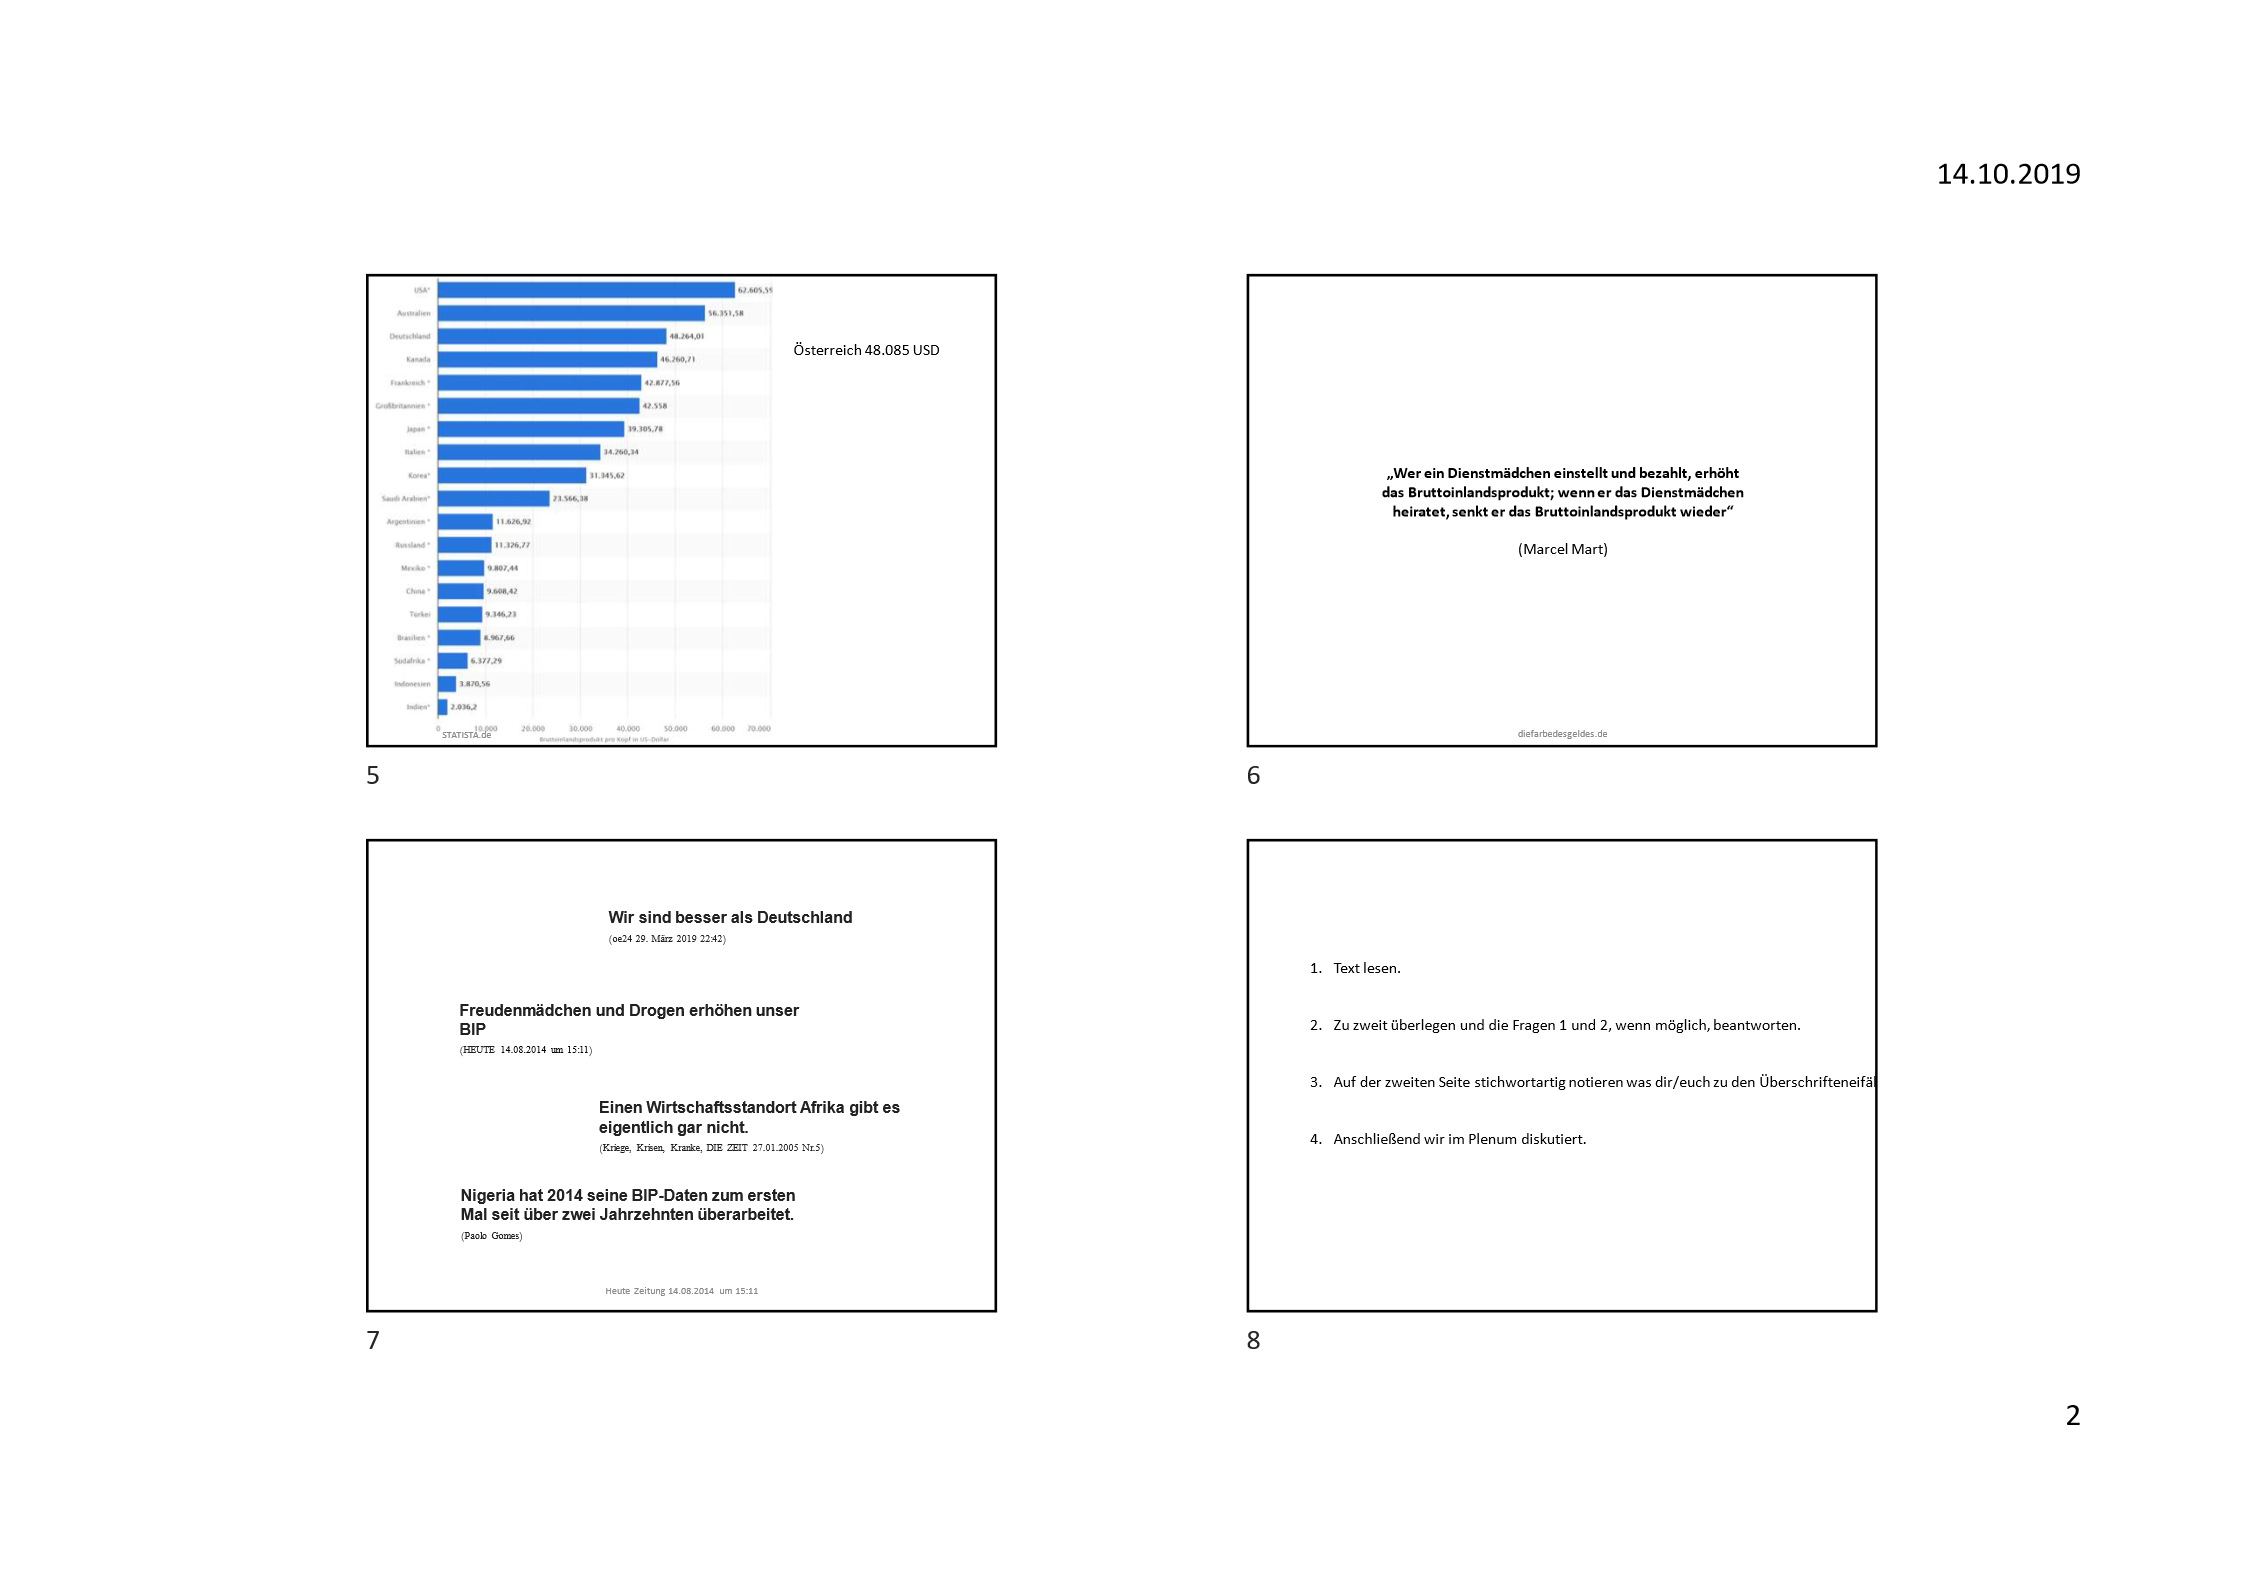 14.10.2019
USA* 62.605,59
Australien 56.351,58
Deutschland 48.264,01
Kanada 46.260,71
Frankreich * 42.877,56
Großbritannien * 42.558
Japan * 39.305,78
Italien * 34.260,34
Korea* 31.345,62
Saudi Arabien* 23.566,38
Argentinien * 11.626,92
Russland * 11.326,77
Mexiko * 9.807,44
China * 9.608,42
Türkei 9.346,23
Brasilien * 8.967,66
Südafrika * 6.377,29
Indonesien 3.870,56
Indien* 2.036,2
0 10.000 20.000 30.000 40.000 50.000 60.000 70.000
STATISTA.de
Bruttoinlandsprodukt pro Kopf in US-Dollar
Österreich 48.085 USD
5
„Wer ein Dienstmädchen einstellt und bezahlt, erhöht
das Bruttoinlandsprodukt; wenn er das Dienstmädchen
heiratet, senkt er das Bruttoinlandsprodukt wieder“
(Marcel Mart)
diefarbedesgeldes.de
6
Wir sind besser als Deutschland
(oe24 29. März 2019 22:42)
Freudenmädchen und Drogen erhöhen unser
BIP
(HEUTE 14.08.2014 um 15:11)
Einen Wirtschaftsstandort Afrika gibt es
eigentlich gar nicht.
(Kriege, Krisen, Kranke, DIE ZEIT 27.01.2005 Nr.5)
Nigeria hat 2014 seine BIP-Daten zum ersten
Mal seit über zwei Jahrzehnten überarbeitet.
(Paolo Gomes)
Heute Zeitung 14.08.2014 um 15:11
7
1. Text lesen.
2. Zu zweit überlegen und die Fragen 1 und 2, wenn möglich, beantworten.
3. Auf der zweiten Seite stichwortartig notieren was dir/euch zu den Überschrifteneifäl
4. Anschließend wir im Plenum diskutiert.
8
2